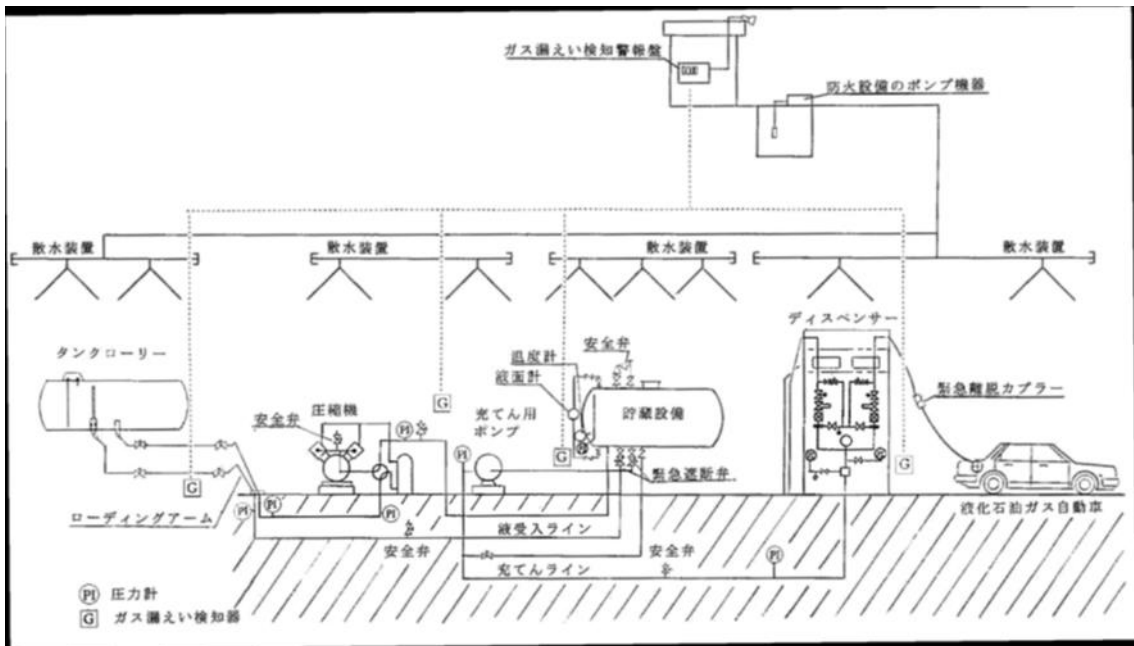 ガス漏えい検知警報盤
防火設備のポンプ機器
散水装置
散水装置
散水装置
散水装置
ディスペンサー
安全弁
タンクローリー
温度計
液面計
緊急離脱カプラー
G
圧縮機
安全弁
充てん用
ポンプ
貯蔵設備
PI
G
G
緊急遮断弁
G
ローディングアーム
PI
PI
PI
液受入ライン
液化石油ガス自動車
安全弁
安全弁
PI
充てんライン
PI
圧力計
G
ガス漏えい検知器